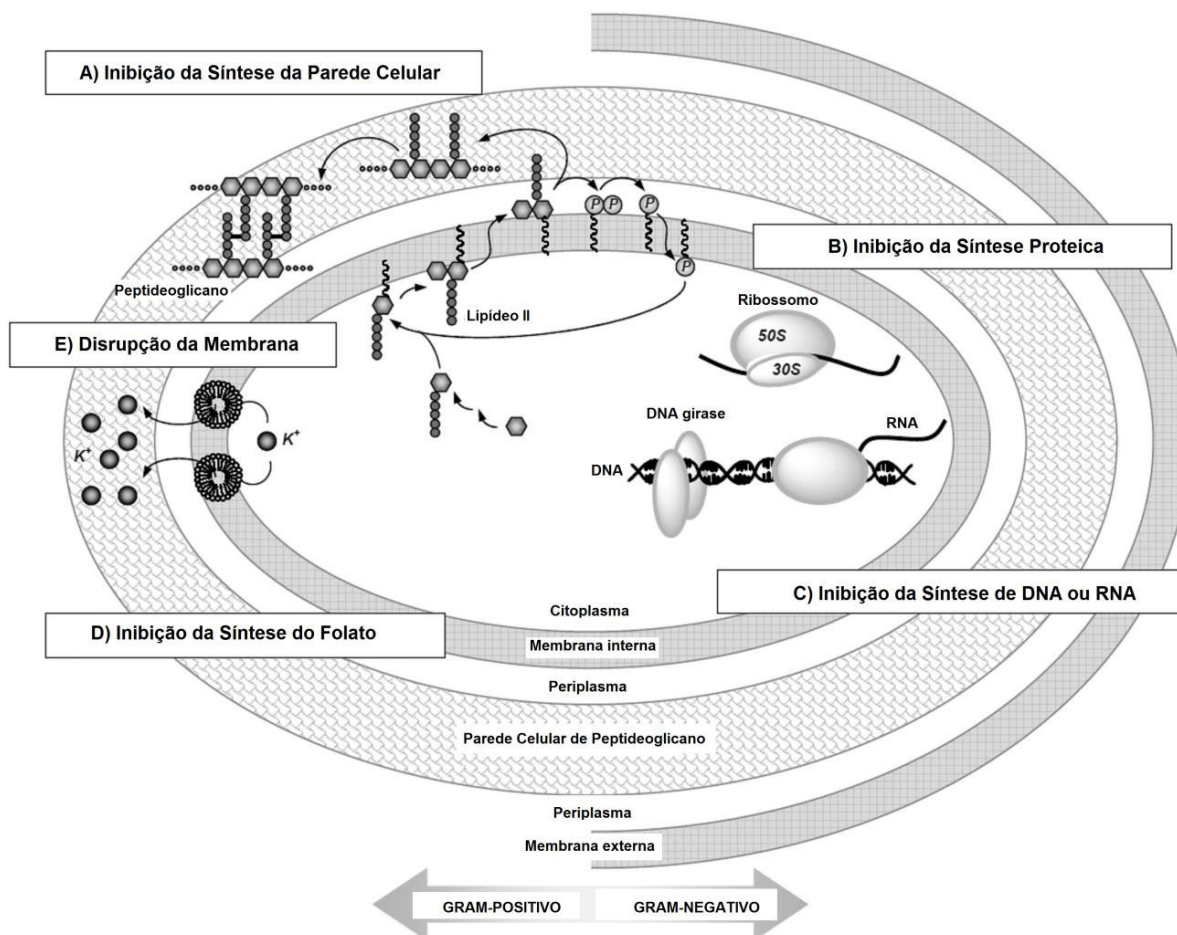 A) Inibição da Síntese da Parede Celular
Peptideoglicano
Lipídeo II
P
P
P
P
B) Inibição da Síntese Proteica
Ribossomo
50S
30S
E) Disrupção da Membrana
K+
K+
DNA girase
RNA
DNA
C) Inibição da Síntese de DNA ou RNA
D) Inibição da Síntese do Folato
Citoplasma
Membrana interna
Periplasma
Parede Celular de Peptideoglicano
Periplasma
Membrana externa
GRAM-POSITIVO
GRAM-NEGATIVO